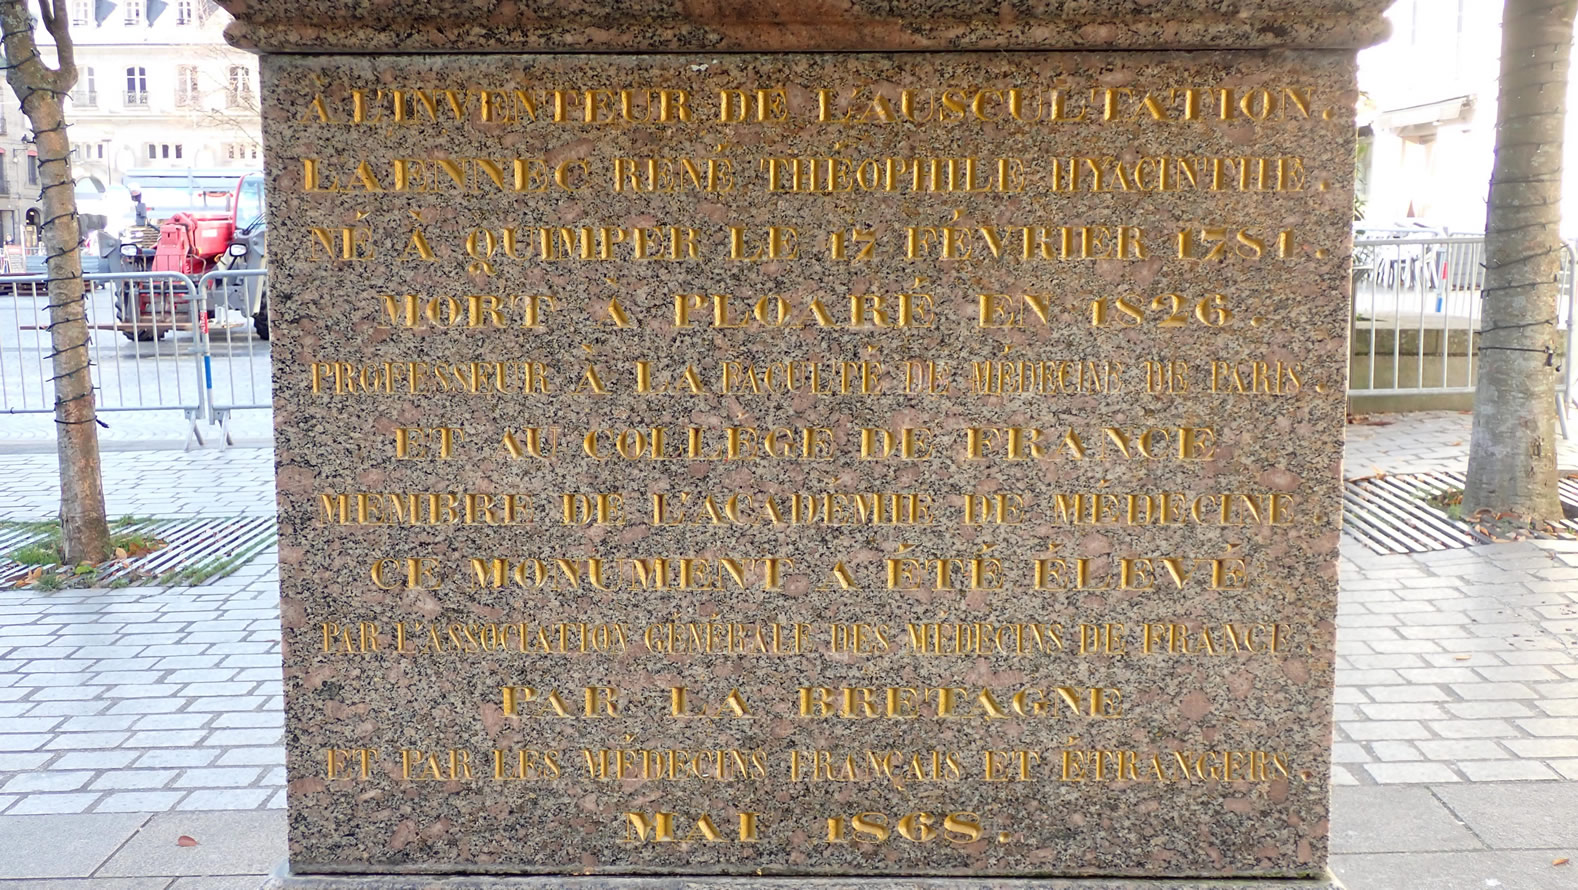 A L'INVENTEUR DE L'AUSCULTATION.
LAENNEC RENÉ THÉOPHILE HYACINTHE.
NÉ À QUIMPER LE 17 FÉVRIER 1781.
MORT À PLOARÉ EN 1826.
PROFESSEUR À LA FACULTÉ DE MÉDECINE DE PARIS.
ET AU COLLÉGE DE FRANCE
MEMBRE DE L'ACADÉMIE DE MÉDECINE.
CE MONUMENT A ÉTÉ ÉLEVÉ
PAR L'ASSOCIATION GÉNÉRALE DES MÉDECINS DE FRANCE.
PAR LA BRETAGNE
ET PAR LES MÉDECINS FRANÇAIS ET ÉTRANGERS.
MAI 1868.